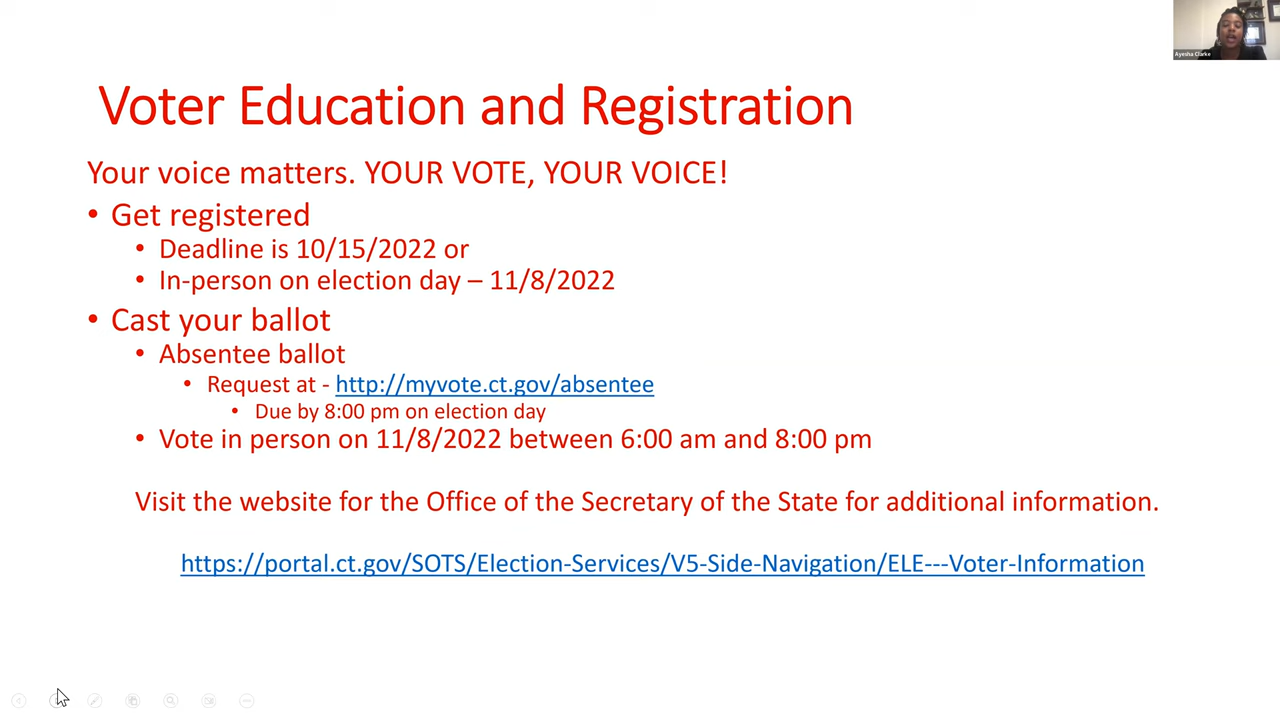 Ayesha Clarke
Voter Education and Registration
Your voice matters. YOUR VOTE, YOUR VOICE!
• Get registered
• Deadline is 10/15/2022 or
• In-person on election day – 11/8/2022
• Cast your ballot
• Absentee ballot
• Request at - http://myvote.ct.gov/absentee
• Due by 8:00 pm on election day
• Vote in person on 11/8/2022 between 6:00 am and 8:00 pm
Visit the website for the Office of the Secretary of the State for additional information.
https://portal.ct.gov/SOTS/Election-Services/V5-Side-Navigation/ELE---Voter-Information